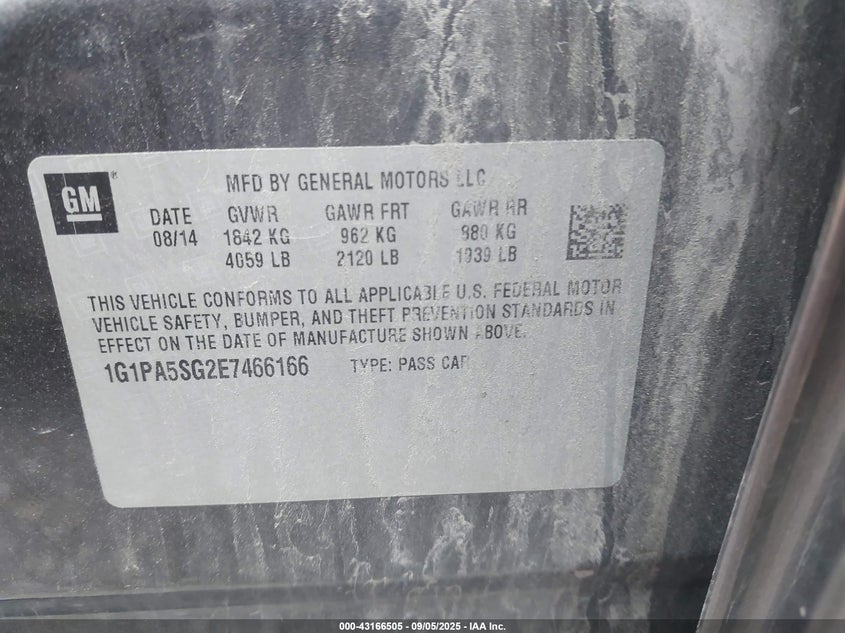 GM ®
MFD BY GENERAL MOTORS LLC
DATE GVWR GAWR FRT GAWR RR
08/14 1842 KG 962 KG 880 KG
4059 LB 2120 LB 1939 LB
THIS VEHICLE CONFORMS TO ALL APPLICABLE U.S. FEDERAL MOTOR
VEHICLE SAFETY, BUMPER, AND THEFT PREVENTION STANDARDS IN
EFFECT ON THE DATE OF MANUFACTURE SHOWN ABOVE.
1G1PA5SG2E7466166 TYPE: PASS CAR
000-43166505 - 09/05/2025 - IAA Inc.